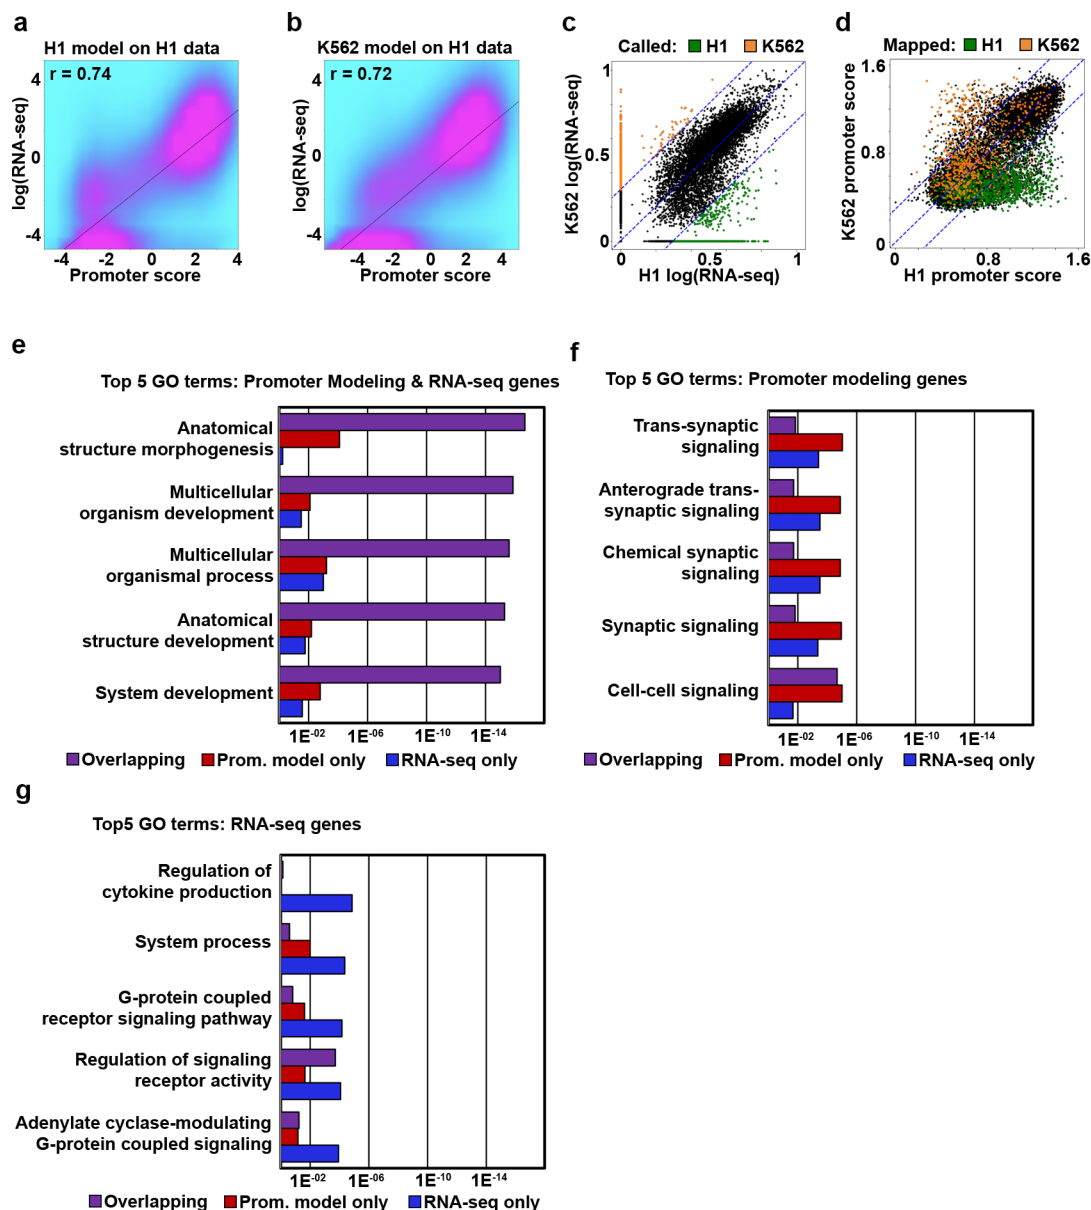 a
H1 model on H1 data
r = 0.74
log(RNA-seq)
4
0
-4
-4
-2
0
2
4
Promoter score
b
K562 model on H1 data
r = 0.72
log(RNA-seq)
4
0
-4
-4
-2
0
2
4
Promoter score
c
Called: H1 K562
K562 log(RNA-seq)
1
0.5
0
0
0.5
1
H1 log(RNA-seq)
d
Mapped: H1 K562
K562 promoter score
1.6
0.8
0
0
0.8
1.6
H1 promoter score
e
Top 5 GO terms: Promoter Modeling & RNA-seq genes
Anatomical
structure morphogenesis
Multicellular
organism development
Multicellular
organismal process
Anatomical
structure development
System development
1E-02 1E-06 1E-10 1E-14
Overlapping Prom. model only RNA-seq only
f
Top 5 GO terms: Promoter modeling genes
Trans-synaptic
signaling
Anterograde trans-
synaptic signaling
Chemical synaptic
signaling
Synaptic signaling
Cell-cell signaling
1E-02 1E-06 1E-10 1E-14
Overlapping Prom. model only RNA-seq only
g
Top5 GO terms: RNA-seq genes
Regulation of
cytokine production
System process
G-protein coupled
receptor signaling pathway
Regulation of signaling
receptor activity
Adenylate cyclase-modulating
G-protein coupled signaling
1E-02 1E-06 1E-10 1E-14
Overlapping Prom. model only RNA-seq only